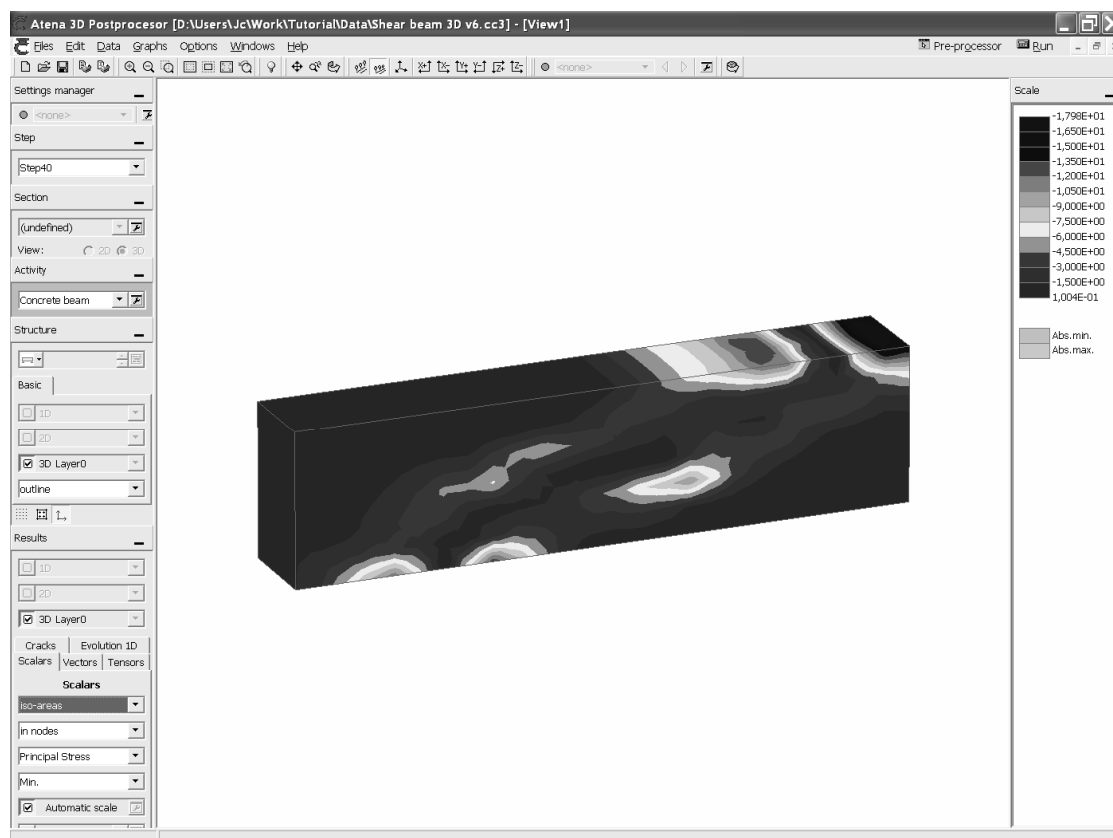 Atena 3D Postprocesor [D:\Users\Jc\Work\Tutorial\Data\Shear beam 3D v6.cc3] - [View1]
Files Edit Data Graphs Options Windows Help Pre-processor Run
Settings manager
<none>
<none>
Step
Step40
Section
(undefined)
View: 2D 3D
Activity
Concrete beam
Structure
Basic
1D
2D
3D Layer0
outline
Results
1D
2D
3D Layer0
Cracks Evolution 1D
Scalars Vectors Tensors
Scalars
iso-areas
in nodes
Principal Stress
Min.
Automatic scale
Scale
-1,798E+01
-1,650E+01
-1,500E+01
-1,350E+01
-1,200E+01
-1,050E+01
-9,000E+00
-7,500E+00
-6,000E+00
-4,500E+00
-3,000E+00
-1,500E+00
1,004E-01
Abs.min.
Abs.max.